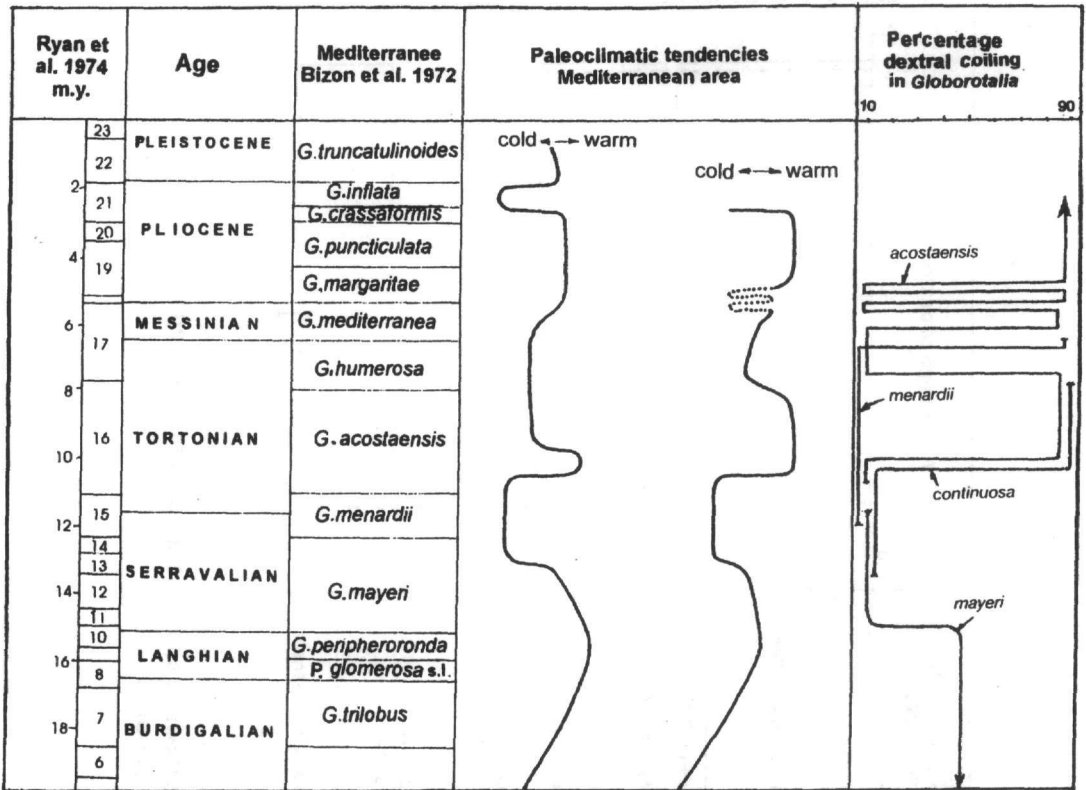 Ryan et
al. 1974
m.y.
Age
Mediterranee
Bizon et al. 1972
Paleoclimatic tendencies
Mediterranean area
Percentage
dextral coiling
in Globorotalia
10
90
23
22
21
20
19
17
16
15
14
13
12
11
10
8
7
6
2
4
6
8
10
12
14
16
18
PLEISTOCENE
PLIOCENE
MESSINIAN
TORTONIAN
SERRAVALIAN
LANGHIAN
BURDIGALIAN
G.truncatulinoides
G.inflata
G.crassaformis
G.puncticulata
G.margaritae
G.mediterranea
G.humerosa
G.acostaensis
G.menardii
G.mayeri
G.peripheroronda
P. glomerosa s.l.
G.trilobus
cold ←→ warm
cold ←→ warm
acostaensis
menardii
continuosa
mayeri